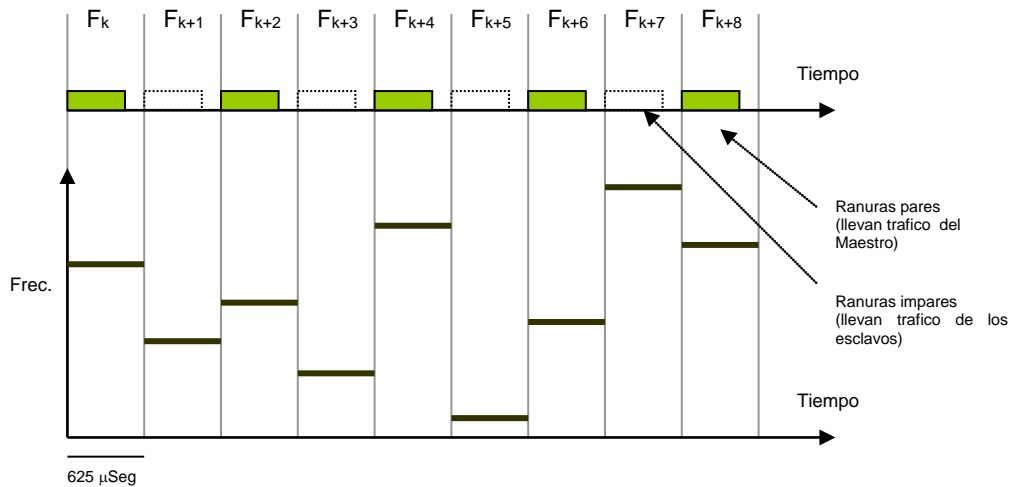 Fk Fk+1 Fk+2 Fk+3 Fk+4 Fk+5 Fk+6 Fk+7 Fk+8
Tiempo
Ranuras pares
(llevan trafico del
Maestro)
Frec.
Ranuras impares
(llevan trafico de los
esclavos)
Tiempo
625 μSeg